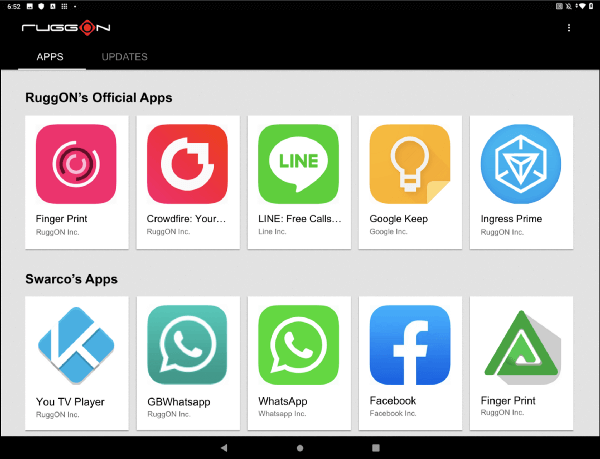 6:52
RUGGON
APPS UPDATES
RuggON's Official Apps
LINE
Finger Print
RuggON Inc.
Crowdfire: Your...
RuggON Inc.
LINE: Free Calls...
Line Inc.
Google Keep
Google Inc.
Ingress Prime
RuggON Inc.
Swarco's Apps
You TV Player
RuggON Inc.
GBWhatsapp
RuggON Inc.
WhatsApp
Whatsapp Inc.
Facebook
Facebook Inc.
Finger Print
RuggON Inc.